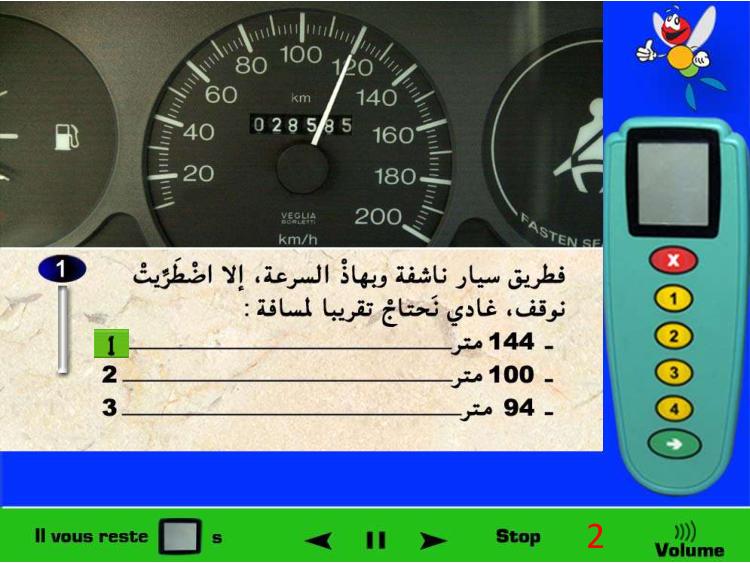 20
40
60
80
100
120
140
160
180
200
km
028585
VEGLIA
BORLETTI
km/h
FASTEN SE
1
فطريق سيار ناشفة وبهاذْ السرعة، إلا اضْطَرِّيتْ
نوقف، غادي نَحتاجْ تقريبا لمسافة :
ـ 144 متر 1
ـ 100 متر 2
ـ 94 متر 3
X
1
2
3
4
Il vous reste s
Stop
2
Volume